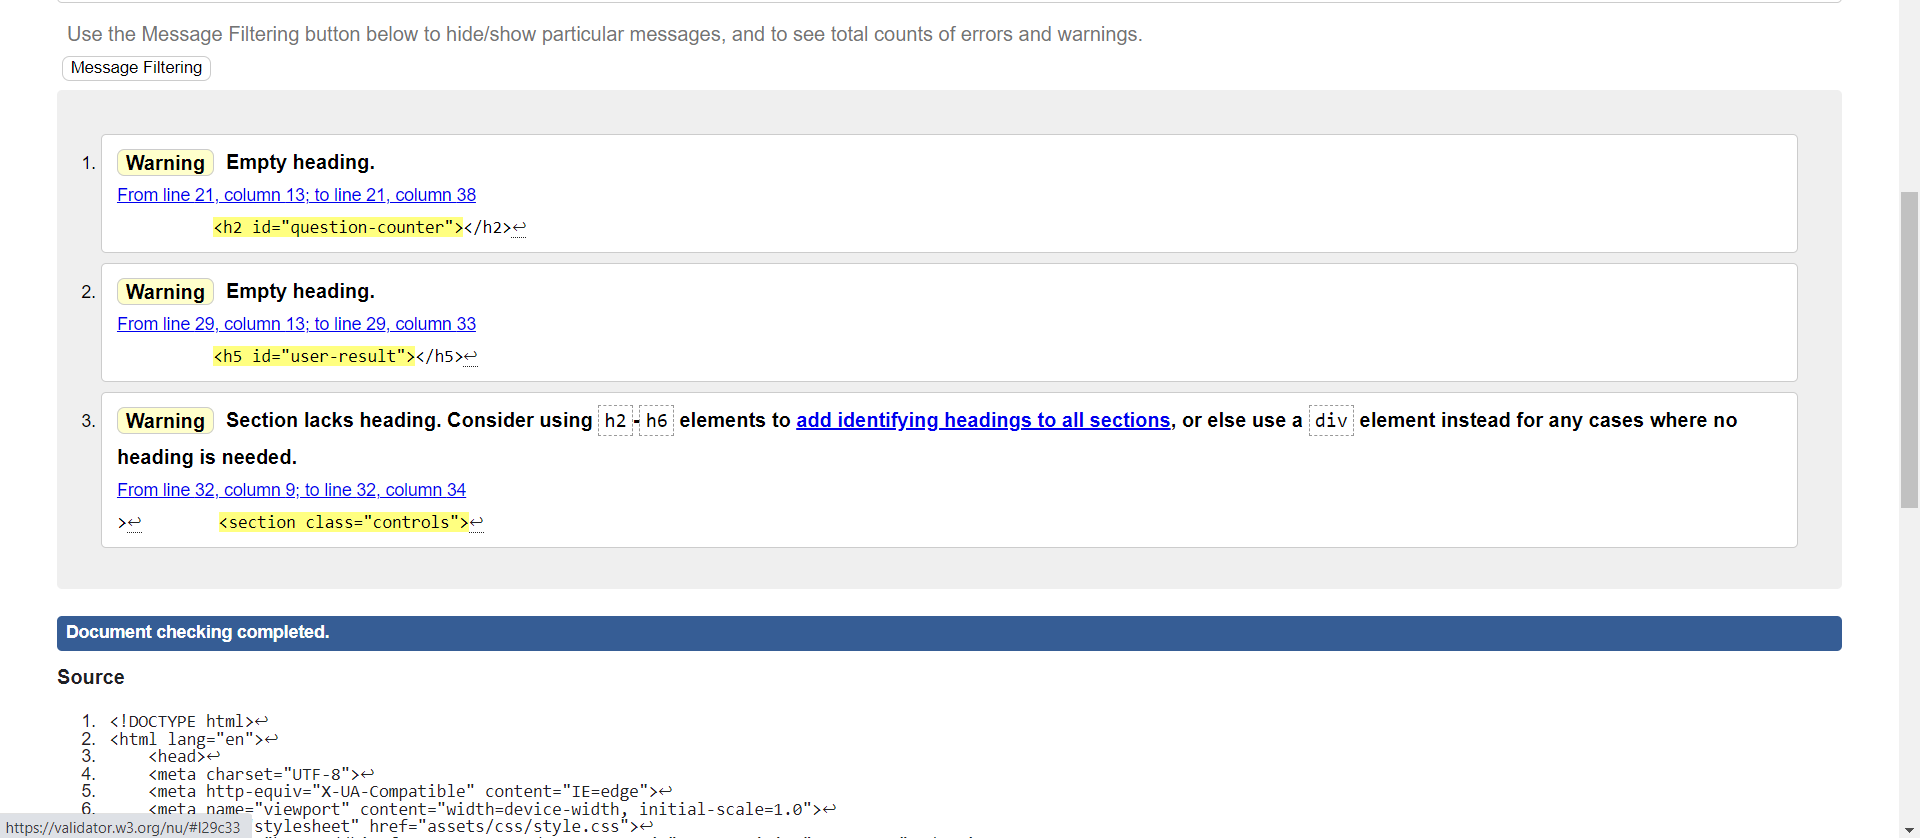 Use the Message Filtering button below to hide/show particular messages, and to see total counts of errors and warnings.
Message Filtering
1. Warning Empty heading.
From line 21, column 13; to line 21, column 38
<h2 id="question-counter"></h2>↩
2. Warning Empty heading.
From line 29, column 13; to line 29, column 33
<h5 id="user-result"></h5>↩
3. Warning Section lacks heading. Consider using h2-h6 elements to add identifying headings to all sections, or else use a div element instead for any cases where no
heading is needed.
From line 32, column 9; to line 32, column 34
>↩ <section class="controls">↩
Document checking completed.
Source
1. <!DOCTYPE html>↩
2. <html lang="en">↩
3. <head>↩
4. <meta charset="UTF-8">↩
5. <meta http-equiv="X-UA-Compatible" content="IE=edge">↩
6. <meta name="viewport" content="width=device-width, initial-scale=1.0">↩
https://validator.w3.org/nu/#l29c33 stylesheet" href="assets/css/style.css">↩